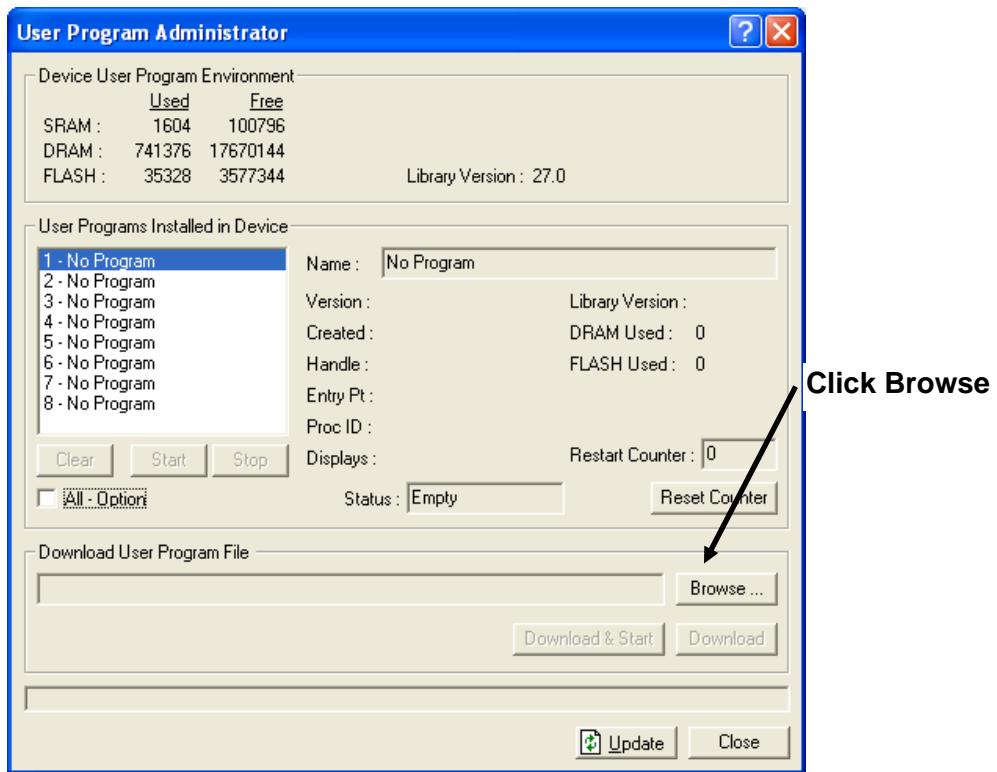 User Program Administrator
Device User Program Environment
Used Free
SRAM : 1604 100796
DRAM : 741376 17670144
FLASH : 35328 3577344 Library Version : 27.0
User Programs Installed in Device
1 - No Program
2 - No Program
3 - No Program
4 - No Program
5 - No Program
6 - No Program
7 - No Program
8 - No Program
Clear Start Stop
All - Option
Name : No Program
Version : Library Version :
Created : DRAM Used : 0
Handle : FLASH Used : 0
Entry Pt :
Proc ID :
Displays : Restart Counter : 0
Status : Empty Reset Counter
Click Browse
Download User Program File
Browse ...
Download & Start Download
Update Close